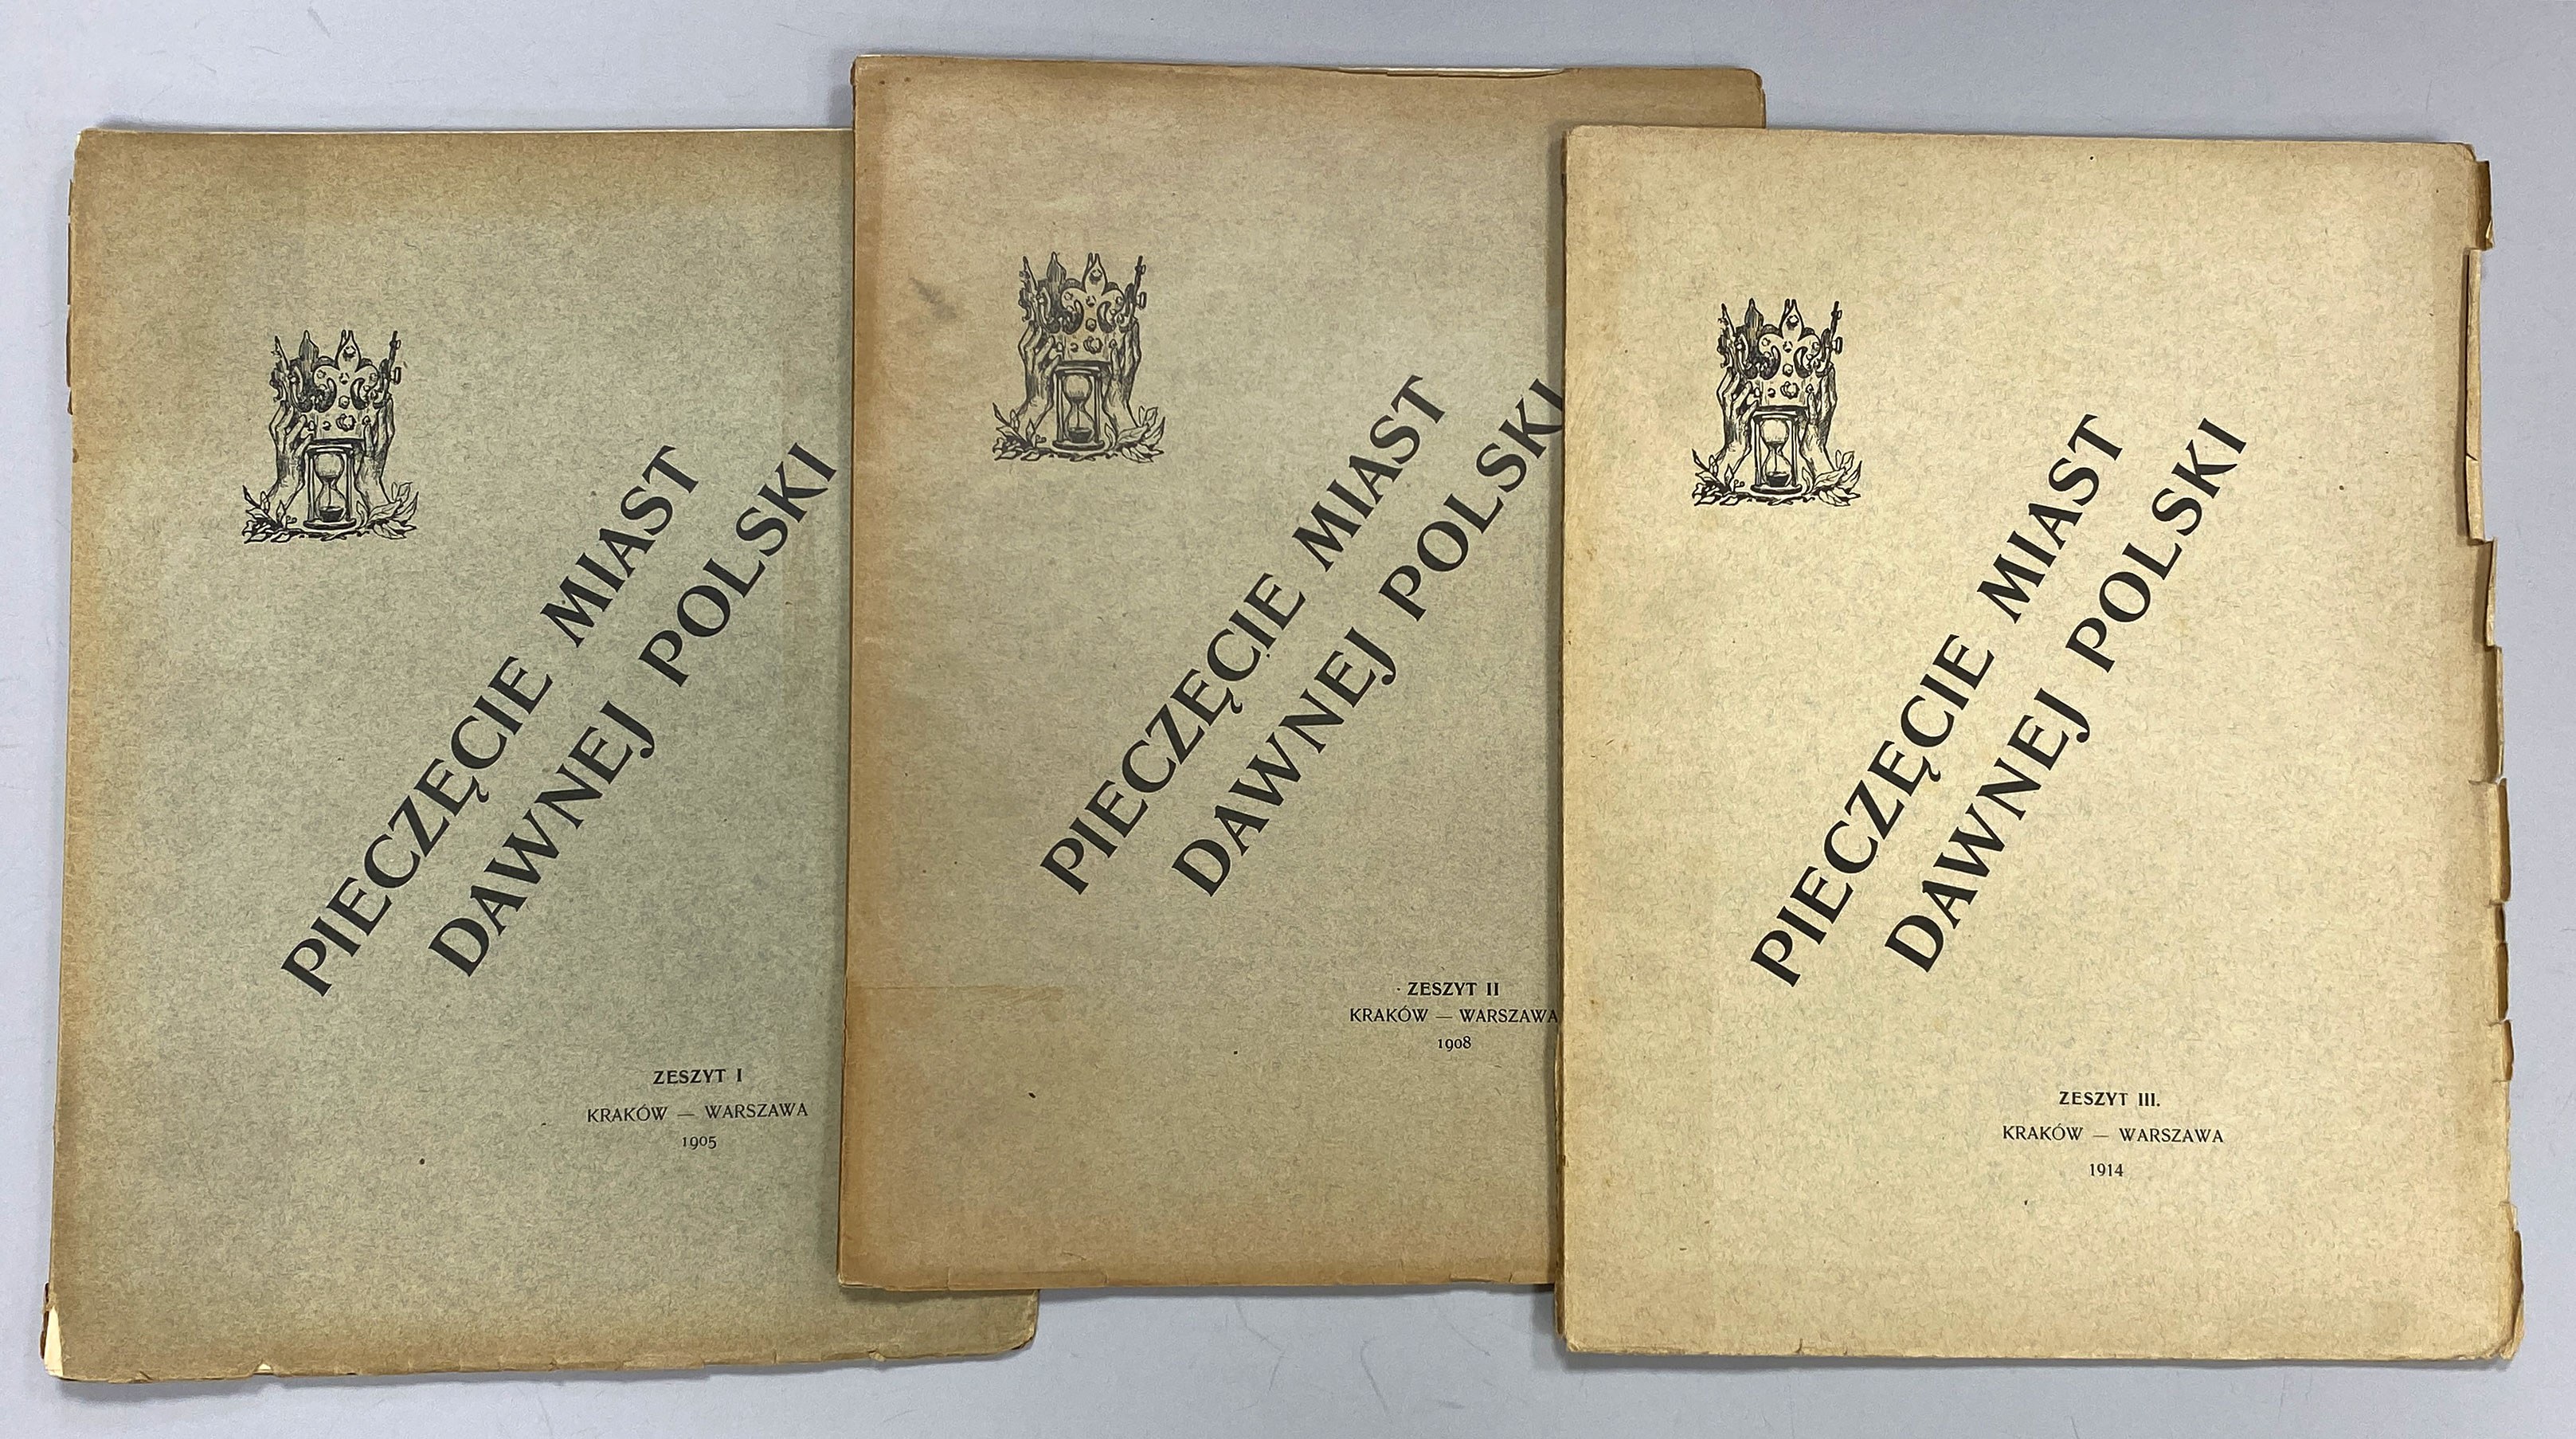 PIECZĘCIE MIAST
DAWNEJ POLSKI
ZESZYT I
KRAKÓW — WARSZAWA
1905
PIECZĘCIE MIAST
DAWNEJ POLSKI
ZESZYT II
KRAKÓW — WARSZAWA
1908
PIECZĘCIE MIAST
DAWNEJ POLSKI
ZESZYT III.
KRAKÓW — WARSZAWA
1914